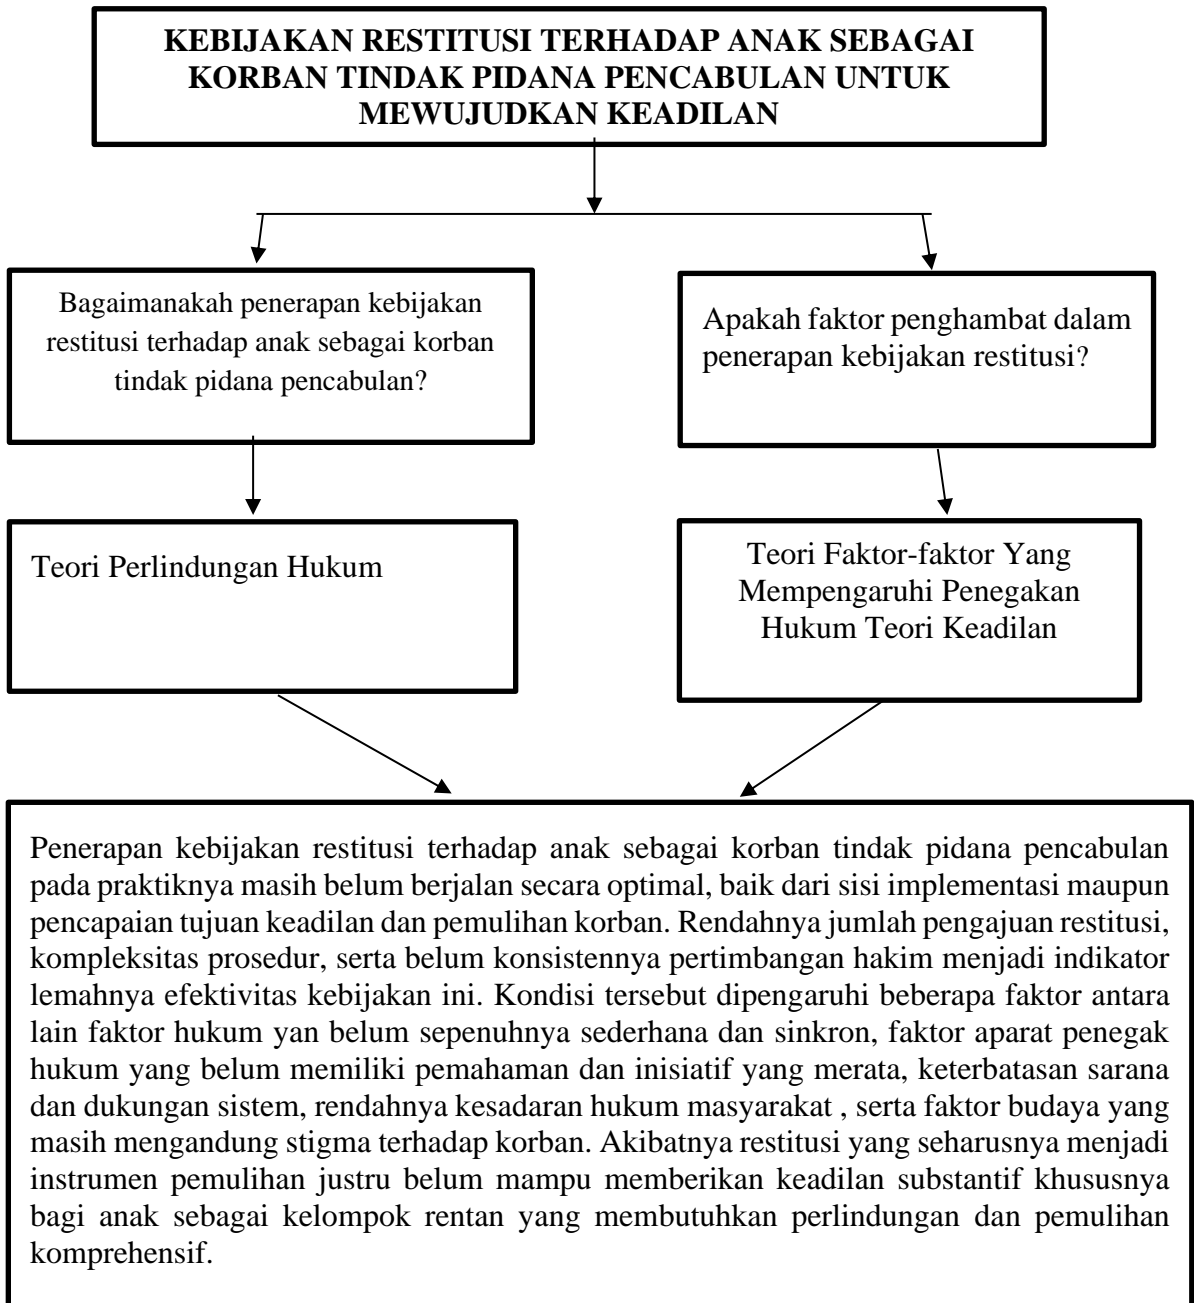 KEBIJAKAN RESTITUSI TERHADAP ANAK SEBAGAI
KORBAN TINDAK PIDANA PENCABULAN UNTUK
MEWUJUDKAN KEADILAN
Bagaimanakah penerapan kebijakan
restitusi terhadap anak sebagai korban
tindak pidana pencabulan?
Apakah faktor penghambat dalam
penerapan kebijakan restitusi?
Teori Perlindungan Hukum
Teori Faktor-faktor Yang
Mempengaruhi Penegakan
Hukum Teori Keadilan
Penerapan kebijakan restitusi terhadap anak sebagai korban tindak pidana pencabulan
pada praktiknya masih belum berjalan secara optimal, baik dari sisi implementasi maupun
pencapaian tujuan keadilan dan pemulihan korban. Rendahnya jumlah pengajuan restitusi,
kompleksitas prosedur, serta belum konsistennya pertimbangan hakim menjadi indikator
lemahnya efektivitas kebijakan ini. Kondisi tersebut dipengaruhi beberapa faktor antara
lain faktor hukum yan belum sepenuhnya sederhana dan sinkron, faktor aparat penegak
hukum yang belum memiliki pemahaman dan inisiatif yang merata, keterbatasan sarana
dan dukungan sistem, rendahnya kesadaran hukum masyarakat , serta faktor budaya yang
masih mengandung stigma terhadap korban. Akibatnya restitusi yang seharusnya menjadi
instrumen pemulihan justru belum mampu memberikan keadilan substantif khususnya
bagi anak sebagai kelompok rentan yang membutuhkan perlindungan dan pemulihan
komprehensif.